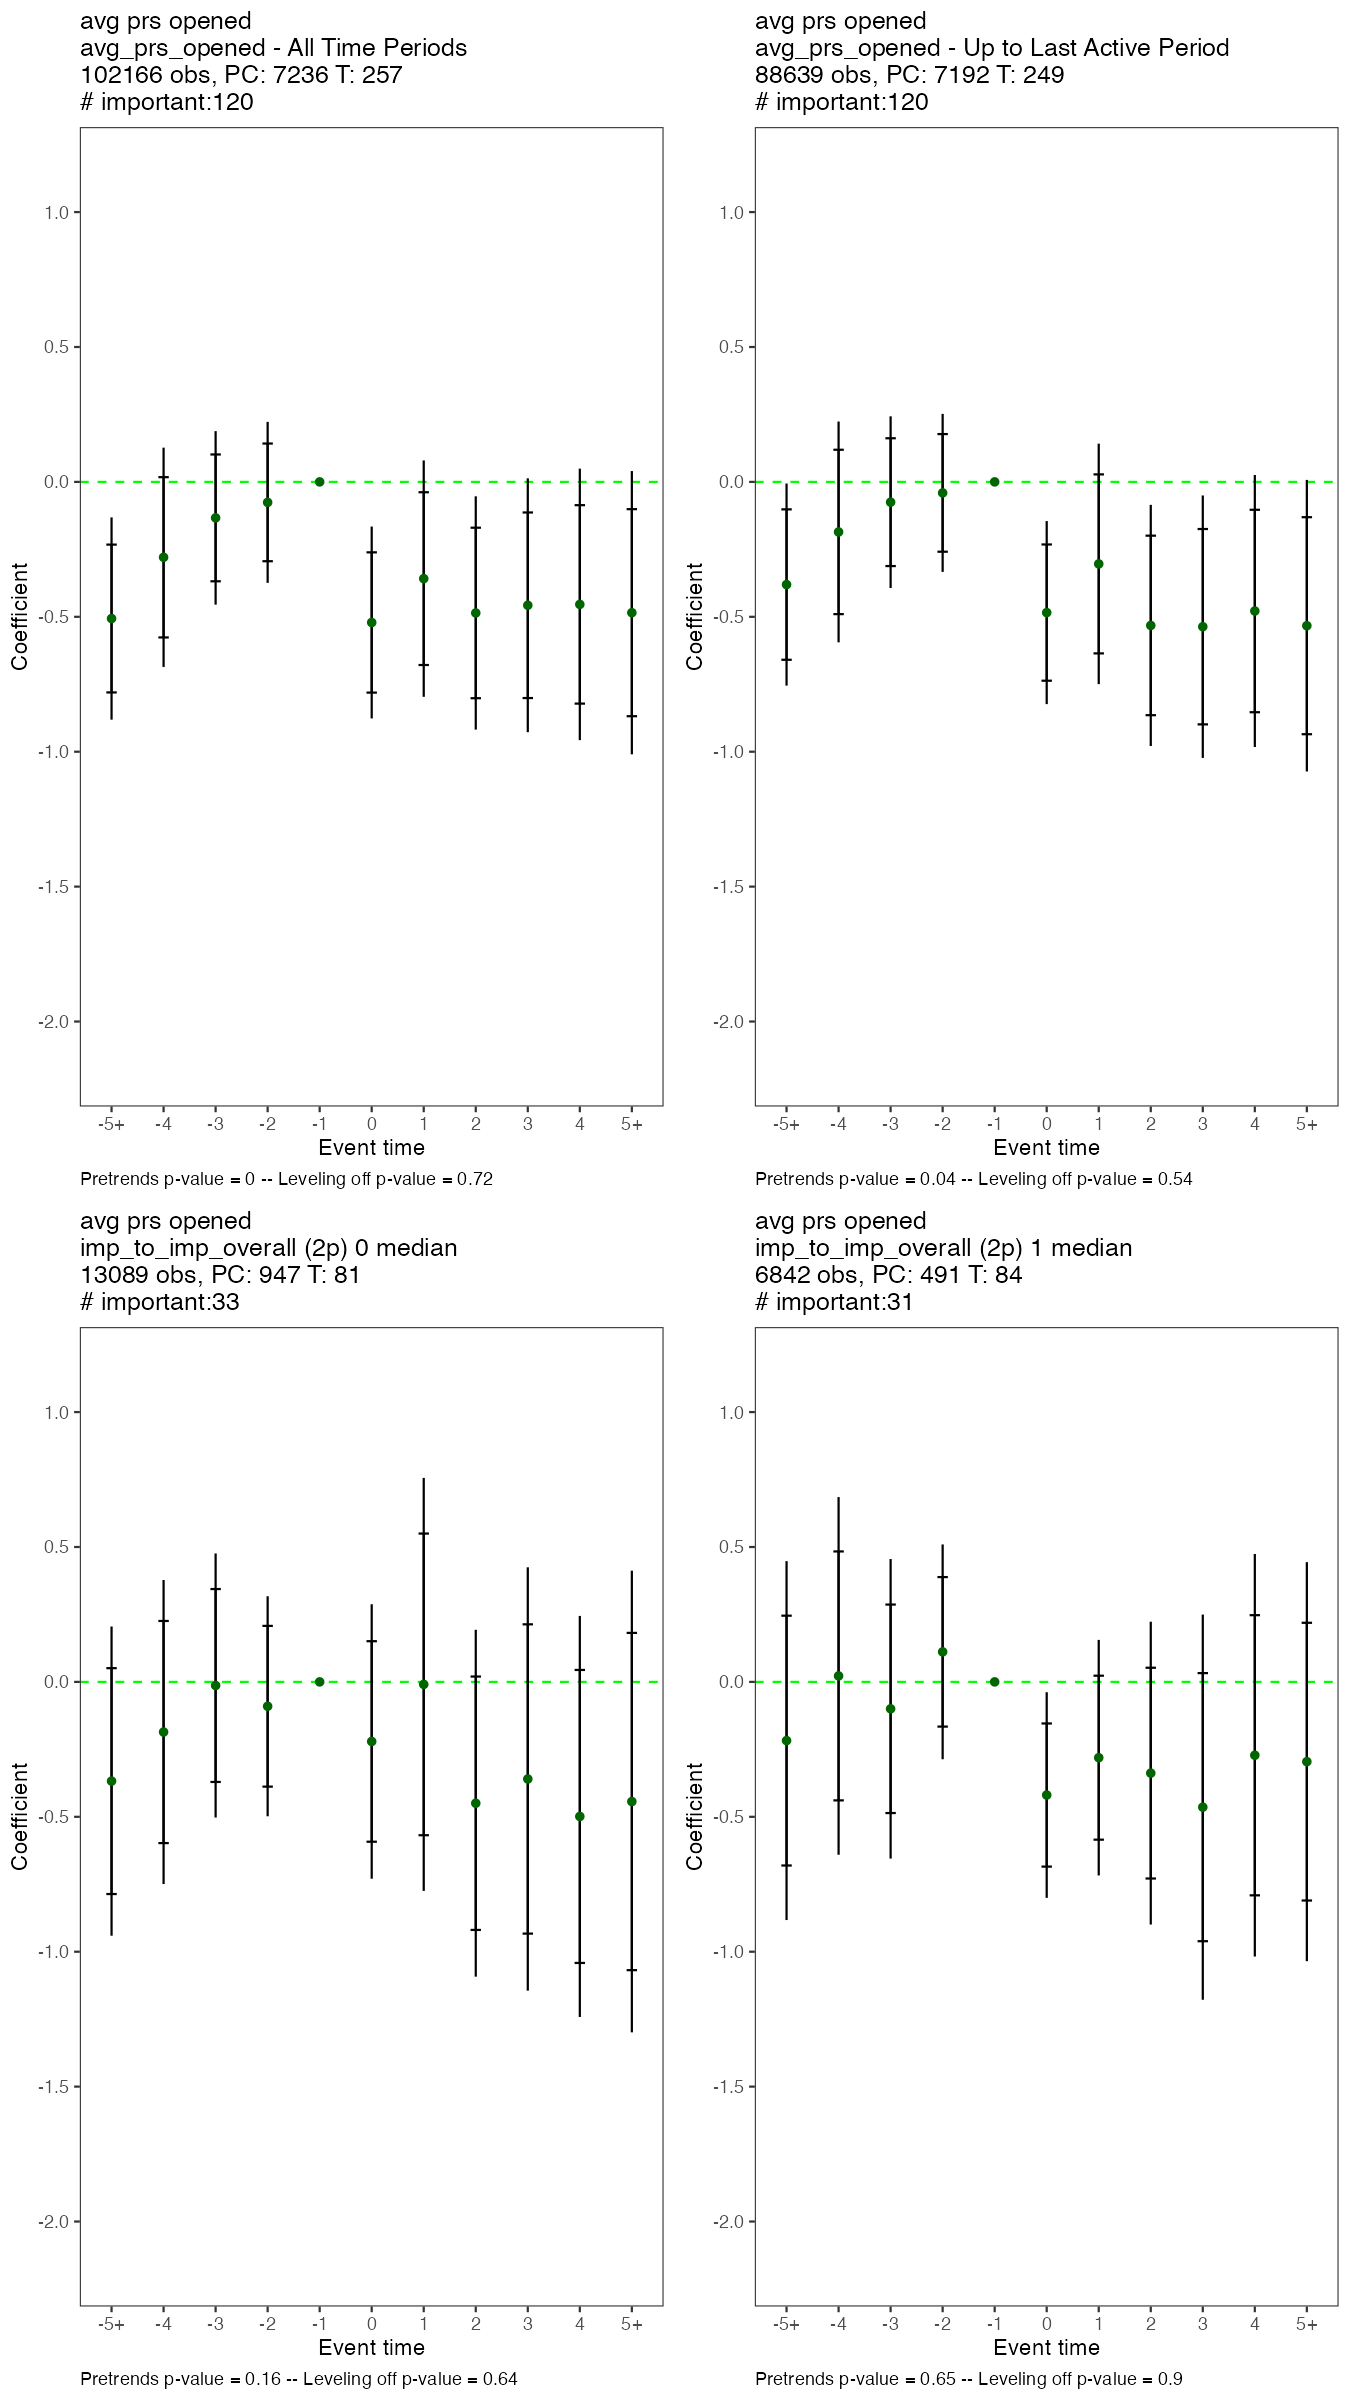 avg prs opened
avg_prs_opened - All Time Periods
102166 obs, PC: 7236 T: 257
# important:120
1.0
0.5
0.0
-0.5
-1.0
-1.5
-2.0
Coefficient
-5+ -4 -3 -2 -1 0 1 2 3 4 5+
Event time
Pretrends p-value = 0 -- Leveling off p-value = 0.72
avg prs opened
avg_prs_opened - Up to Last Active Period
88639 obs, PC: 7192 T: 249
# important:120
1.0
0.5
0.0
-0.5
-1.0
-1.5
-2.0
Coefficient
-5+ -4 -3 -2 -1 0 1 2 3 4 5+
Event time
Pretrends p-value = 0.04 -- Leveling off p-value = 0.54
avg prs opened
imp_to_imp_overall (2p) 0 median
13089 obs, PC: 947 T: 81
# important:33
1.0
0.5
0.0
-0.5
-1.0
-1.5
-2.0
Coefficient
-5+ -4 -3 -2 -1 0 1 2 3 4 5+
Event time
Pretrends p-value = 0.16 -- Leveling off p-value = 0.64
avg prs opened
imp_to_imp_overall (2p) 1 median
6842 obs, PC: 491 T: 84
# important:31
1.0
0.5
0.0
-0.5
-1.0
-1.5
-2.0
Coefficient
-5+ -4 -3 -2 -1 0 1 2 3 4 5+
Event time
Pretrends p-value = 0.65 -- Leveling off p-value = 0.9